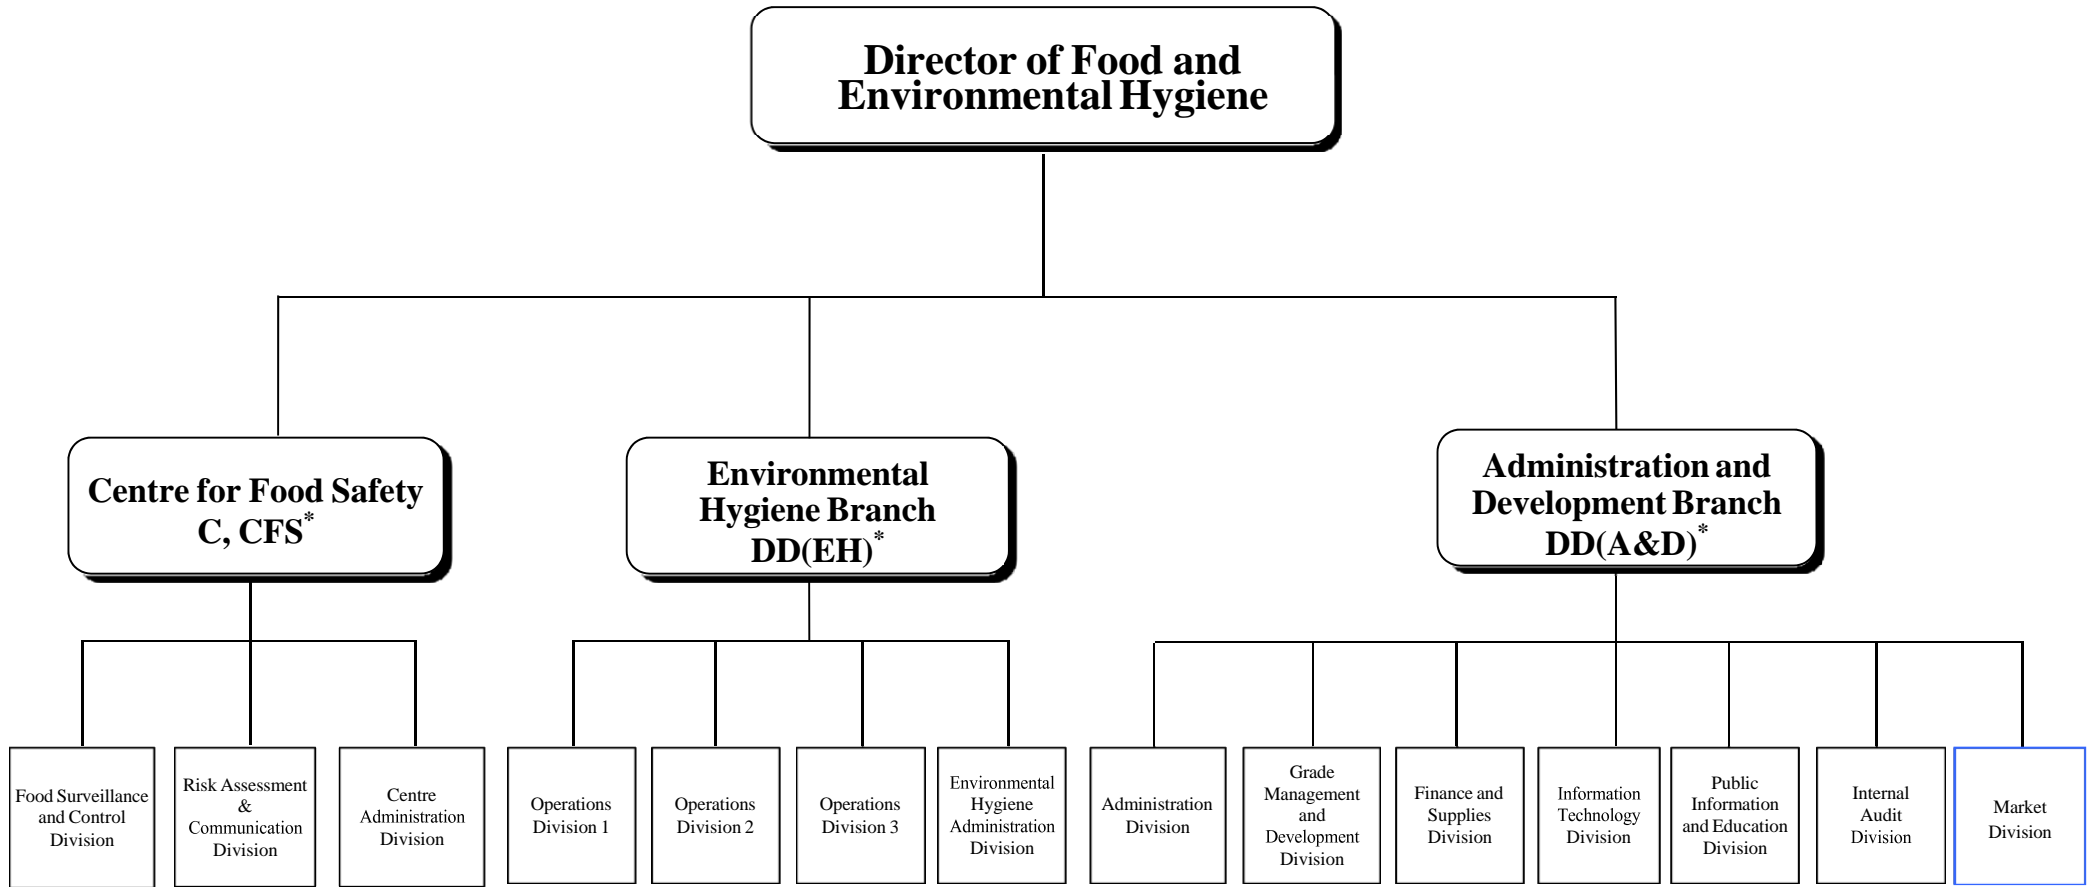 Director of Food and
Environmental Hygiene
Centre for Food Safety
C, CFS*
Environmental
Hygiene Branch
DD(EH)*
Administration and
Development Branch
DD(A&D)*
Food Surveillance
and Control
Division
Risk Assessment
&
Communication
Division
Centre
Administration
Division
Operations
Division 1
Operations
Division 2
Operations
Division 3
Environmental
Hygiene
Administration
Division
Administration
Division
Grade
Management
and
Development
Division
Finance and
Supplies
Division
Information
Technology
Division
Public
Information
and Education
Division
Internal
Audit
Division
Market
Division